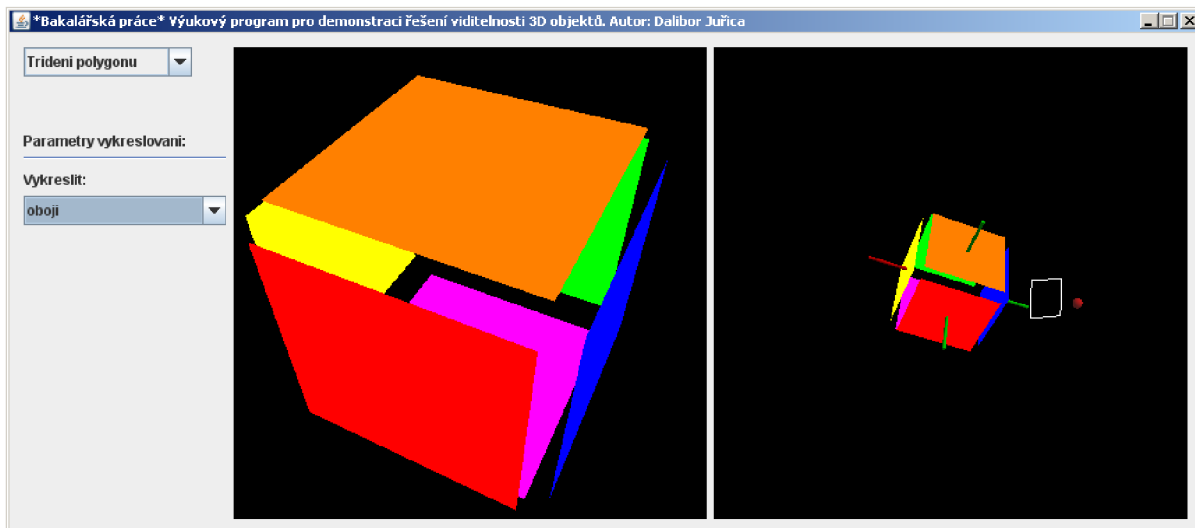 *Bakalářská práce* Výukový program pro demonstraci řešení viditelnosti 3D objektů. Autor: Dalibor Juřica
Trideni polygonu
Parametry vykreslovani:
Vykreslit:
oboji